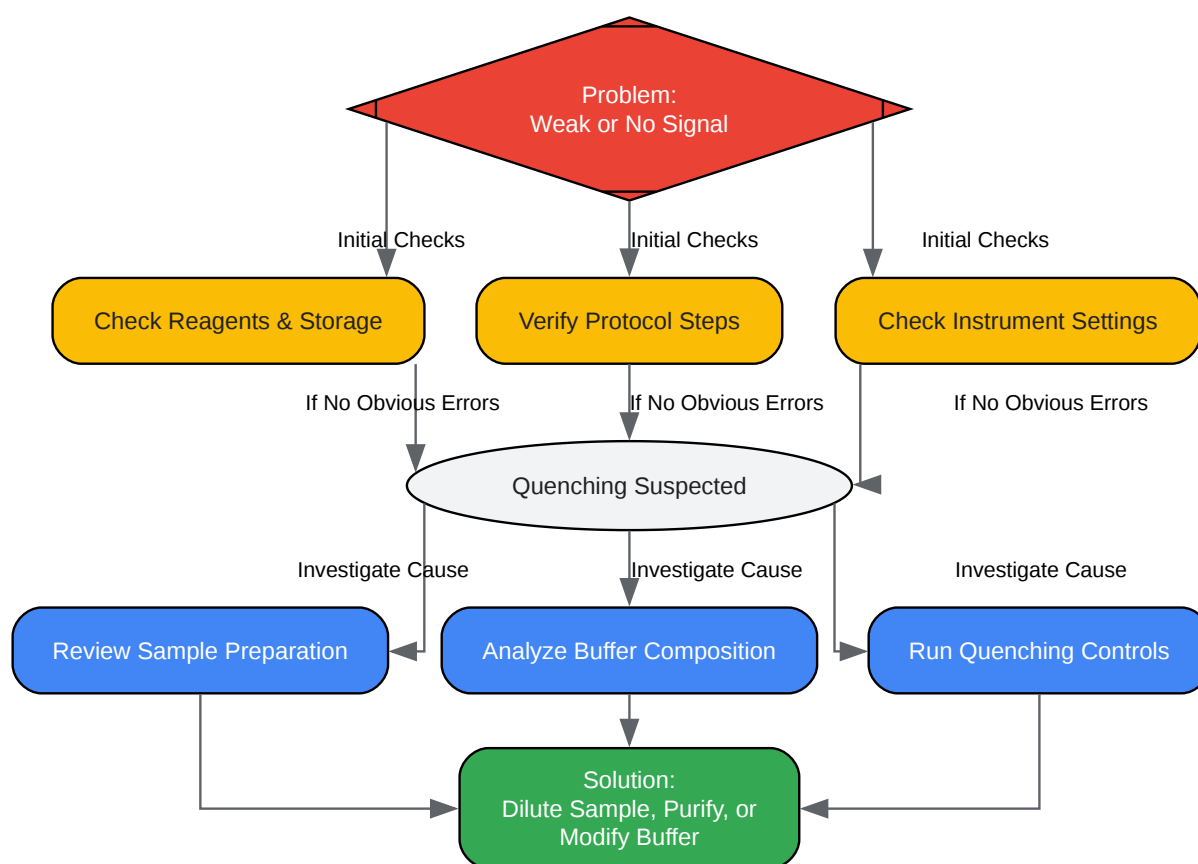 Problem:
Weak or No Signal
Initial Checks
Initial Checks
Initial Checks
Check Reagents & Storage
Verify Protocol Steps
Check Instrument Settings
If No Obvious Errors
If No Obvious Errors
If No Obvious Errors
Quenching Suspected
Investigate Cause
Investigate Cause
Investigate Cause
Review Sample Preparation
Analyze Buffer Composition
Run Quenching Controls
Solution:
Dilute Sample, Purify, or
Modify Buffer